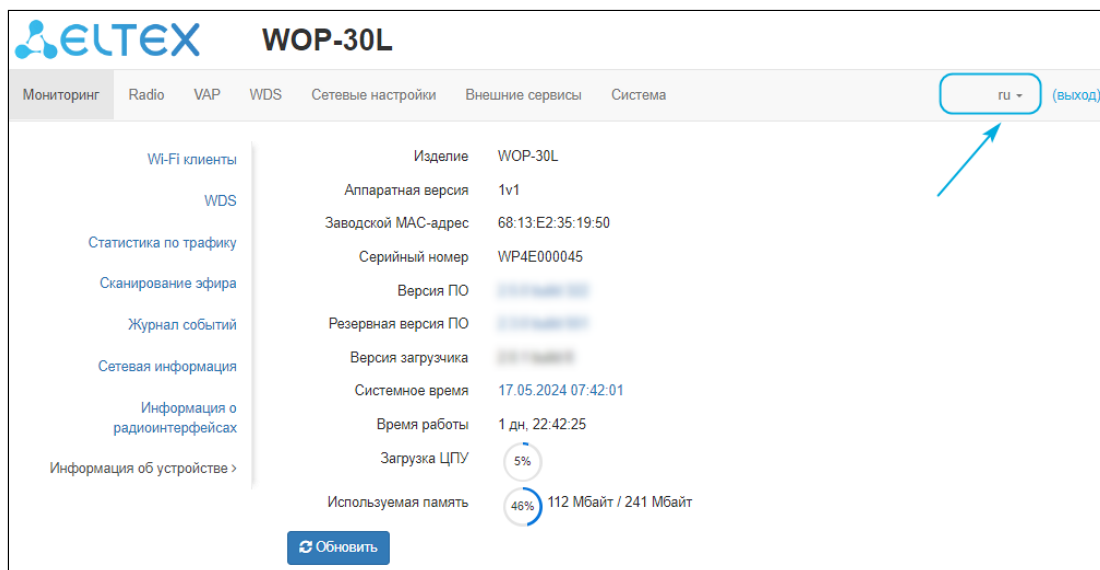 ELTEX WOP-30L
Мониторинг Radio VAP WDS Сетевые настройки Внешние сервисы Система ru (выход)
Wi-Fi клиенты
WDS
Статистика по трафику
Сканирование эфира
Журнал событий
Сетевая информация
Информация о
радиоинтерфейсах
Информация об устройстве >
Изделие WOP-30L
Аппаратная версия 1v1
Заводской MAC-адрес 68:13:E2:35:19:50
Серийный номер WP4E000045
Версия ПО
Резервная версия ПО
Версия загрузчика
Системное время 17.05.2024 07:42:01
Время работы 1 дн, 22:42:25
Загрузка ЦПУ 5%
Используемая память 46% 112 Мбайт / 241 Мбайт
Обновить